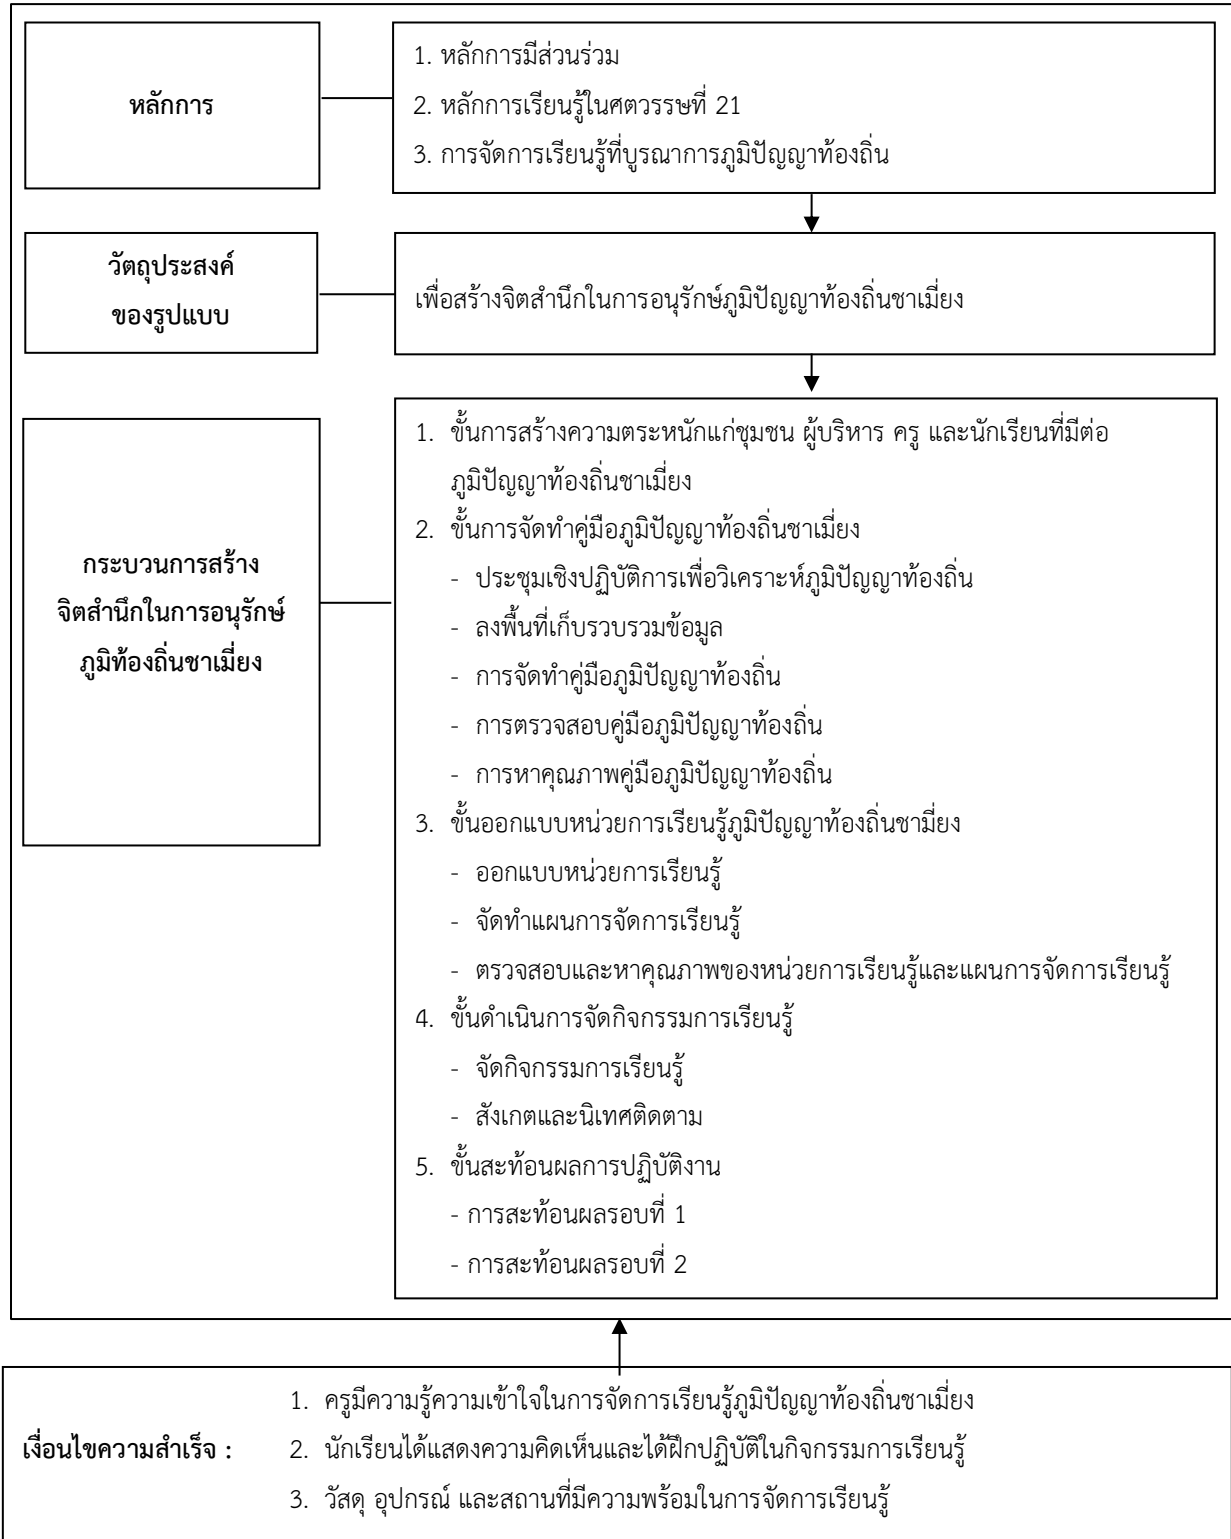 หลักการ
1. หลักการมีส่วนร่วม
2. หลักการเรียนรู้ในศตวรรษที่ 21
3. การจัดการเรียนรู้ที่บูรณาการภูมิปัญญาท้องถิ่น
วัตถุประสงค์
ของรูปแบบ
เพื่อสร้างจิตสำนึกในการอนุรักษ์ภูมิปัญญาท้องถิ่นชาเมี่ยง
กระบวนการสร้าง
จิตสำนึกในการอนุรักษ์
ภูมิท้องถิ่นชาเมี่ยง
1. ขั้นการสร้างความตระหนักแก่ชุมชน ผู้บริหาร ครู และนักเรียนที่มีต่อ
ภูมิปัญญาท้องถิ่นชาเมี่ยง
2. ขั้นการจัดทำคู่มือภูมิปัญญาท้องถิ่นชาเมี่ยง
- ประชุมเชิงปฏิบัติการเพื่อวิเคราะห์ภูมิปัญญาท้องถิ่น
- ลงพื้นที่เก็บรวบรวมข้อมูล
- การจัดทำคู่มือภูมิปัญญาท้องถิ่น
- การตรวจสอบคู่มือภูมิปัญญาท้องถิ่น
- การหาคุณภาพคู่มือภูมิปัญญาท้องถิ่น
3. ขั้นออกแบบหน่วยการเรียนรู้ภูมิปัญญาท้องถิ่นชามี่ยง
- ออกแบบหน่วยการเรียนรู้
- จัดทำแผนการจัดการเรียนรู้
- ตรวจสอบและหาคุณภาพของหน่วยการเรียนรู้และแผนการจัดการเรียนรู้
4. ขั้นดำเนินการจัดกิจกรรมการเรียนรู้
- จัดกิจกรรมการเรียนรู้
- สังเกตและนิเทศติดตาม
5. ขั้นสะท้อนผลการปฏิบัติงาน
- การสะท้อนผลรอบที่ 1
- การสะท้อนผลรอบที่ 2
เงื่อนไขความสำเร็จ :
1. ครูมีความรู้ความเข้าใจในการจัดการเรียนรู้ภูมิปัญญาท้องถิ่นชาเมี่ยง
2. นักเรียนได้แสดงความคิดเห็นและได้ฝึกปฏิบัติในกิจกรรมการเรียนรู้
3. วัสดุ อุปกรณ์ และสถานที่มีความพร้อมในการจัดการเรียนรู้